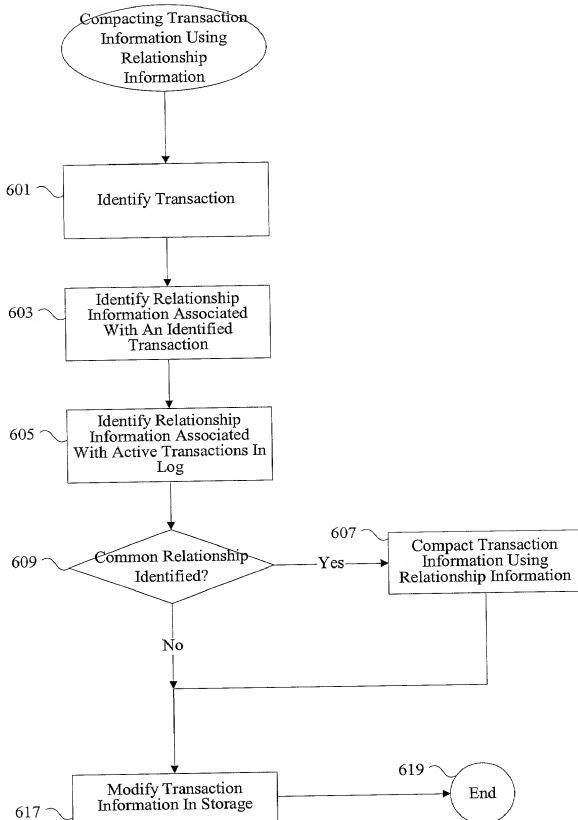 Compacting Transaction
Information Using
Relationship
Information
601
Identify Transaction
603
Identify Relationship
Information Associated
With An Identified
Transaction
605
Identify Relationship
Information Associated
With Active Transactions In
Log
609
Common Relationship
Identified?
Yes
607
Compact Transaction
Information Using
Relationship Information
No
617
Modify Transaction
Information In Storage
619
End